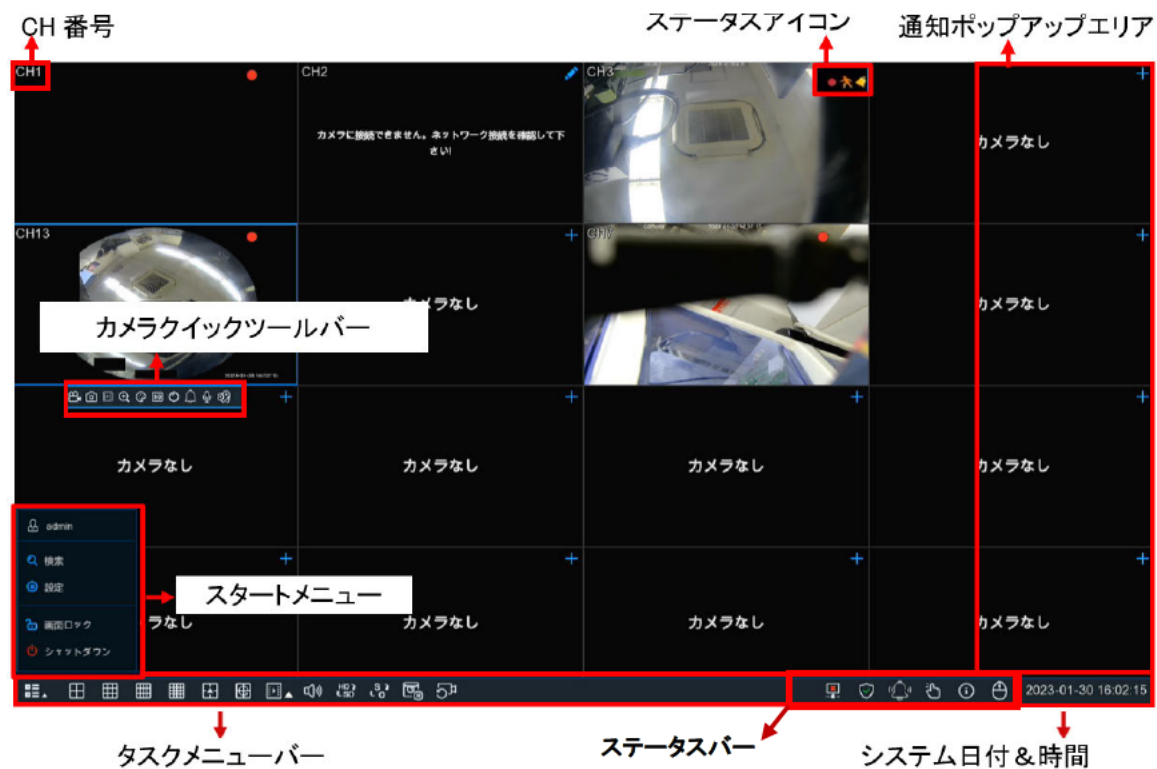 CH 番号
ステータスアイコン
通知ポップアップエリア
CH1
CH2
カメラに接続できません。ネットワーク接続を確認して下
さい!
CH3
カメラなし
CH13
カメラなし
カメラなし
カメラクイックツールバー
2023-01-30 16:02:15
カメラなし
カメラなし
カメラなし
カメラなし
admin
検索
設定
画面ロック
シャットダウン
スタートメニュー
ラなし
カメラなし
カメラなし
カメラなし
2023-01-30 16:02:15
タスクメニューバー
ステータスバー
システム日付&時間